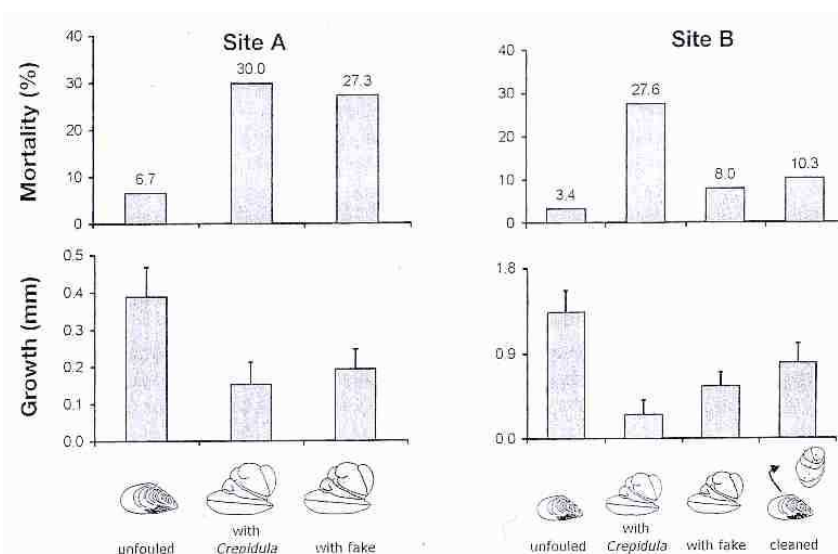 Site A
Mortality (%)
40
30
20
10
0
6.7
30.0
27.3
Site B
40
30
20
10
0
3.4
27.6
8.0
10.3
Growth (mm)
0.5
0.4
0.3
0.2
0.1
0.0
1.8
0.9
0.0
unfouled
with
Crepidula
with fake
unfouled
with
Crepidula
with fake
cleaned